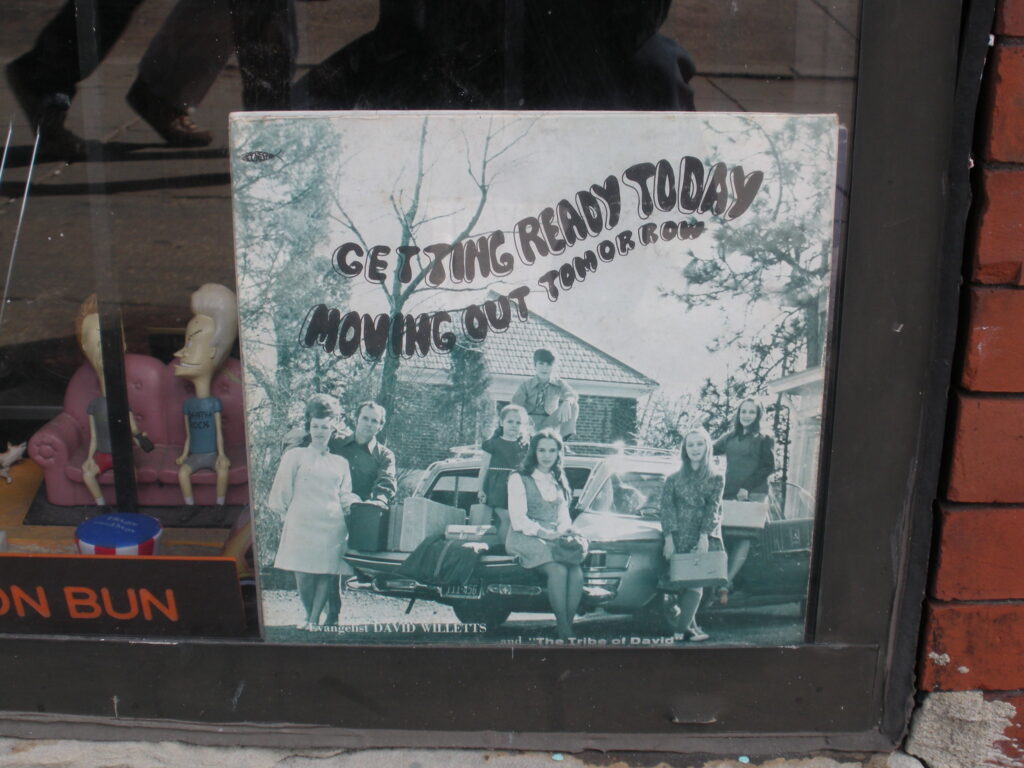 GETTING READY TODAY
MOVING OUT TOMORROW
ON BUN
Evangelist DAVID WILLETTS
and "The Tribe of David